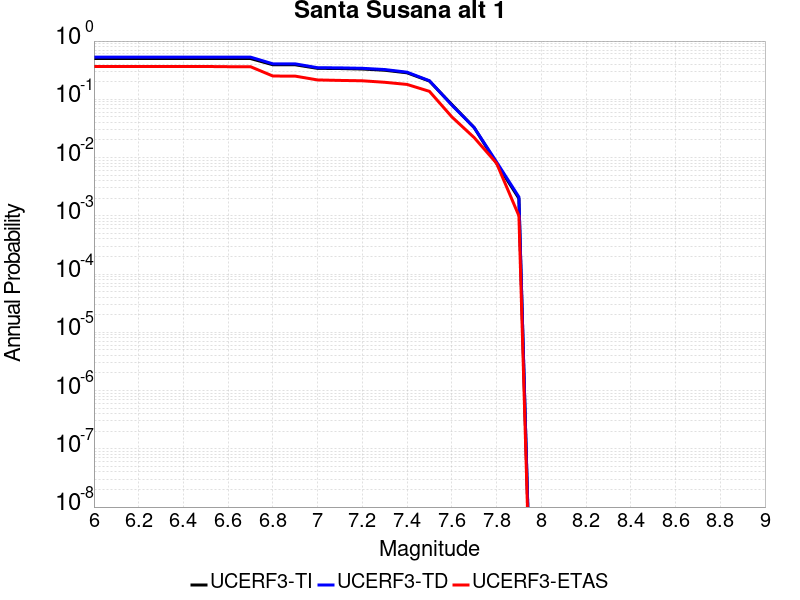 Santa Susana alt 1
10^0
10^-1
10^-2
10^-3
10^-4
10^-5
10^-6
10^-7
10^-8
Annual Probability
6 6.2 6.4 6.6 6.8 7 7.2 7.4 7.6 7.8 8 8.2 8.4 8.6 8.8 9
Magnitude
UCERF3-TI UCERF3-TD UCERF3-ETAS